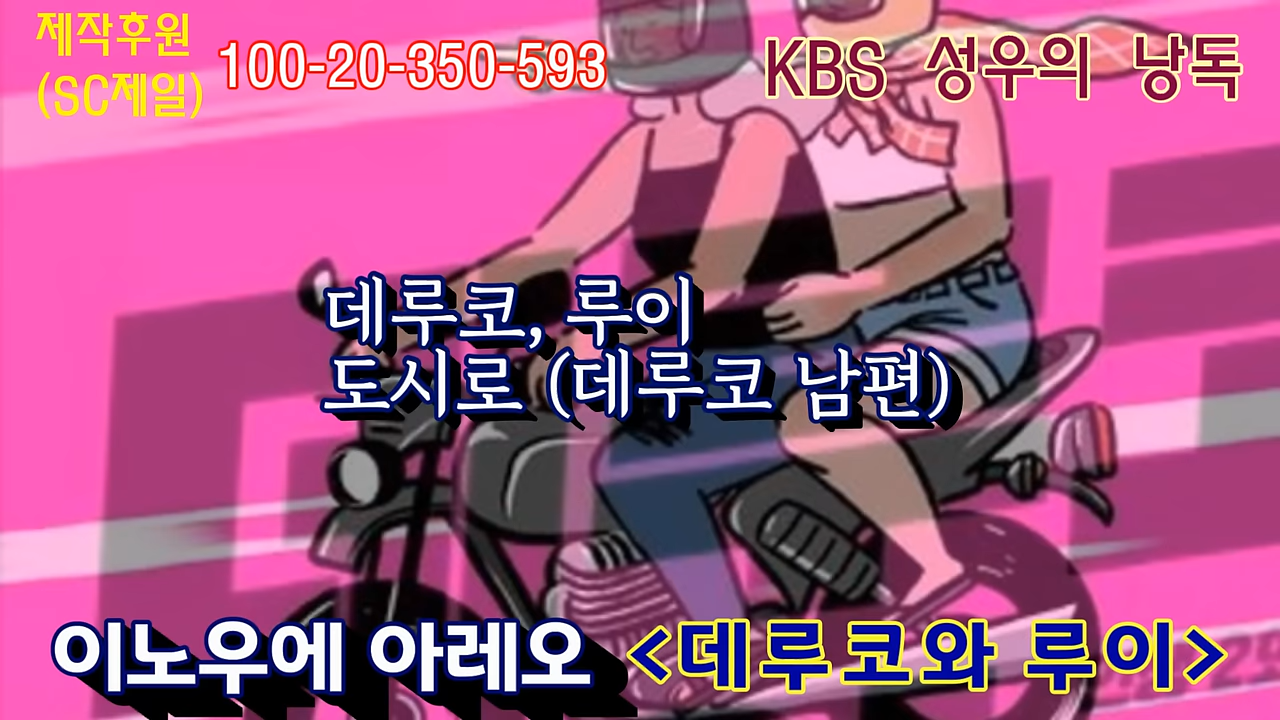 제작후원
(SC제일)
100-20-350-593
KBS 성우의 낭독
데루코, 루이
도시로 (데루코 남편)
이노우에 아레오 <데루코와 루이>